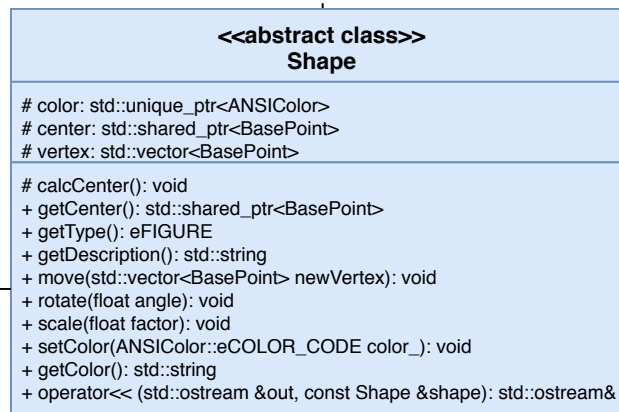 <<abstract class>>
Shape
# color: std::unique_ptr<ANSIColor>
# center: std::shared_ptr<BasePoint>
# vertex: std::vector<BasePoint>
# calcCenter(): void
+ getCenter(): std::shared_ptr<BasePoint>
+ getType(): eFIGURE
+ getDescription(): std::string
+ move(std::vector<BasePoint> newVertex): void
+ rotate(float angle): void
+ scale(float factor): void
+ setColor(ANSIColor::eCOLOR_CODE color_): void
+ getColor(): std::string
+ operator<< (std::ostream &out, const Shape &shape): std::ostream&